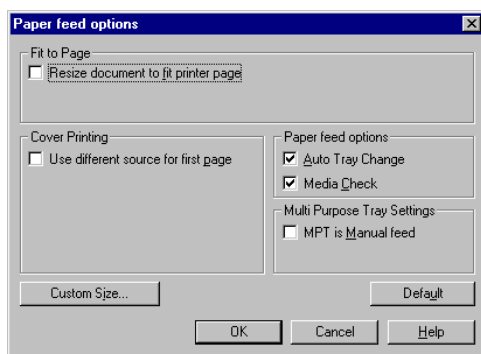 Paper feed options
Fit to Page
Resize document to fit printer page
Cover Printing
Use different source for first page
Paper feed options
Auto Tray Change
Media Check
Multi Purpose Tray Settings
MPT is Manual feed
Custom Size...
Default
OK
Cancel
Help